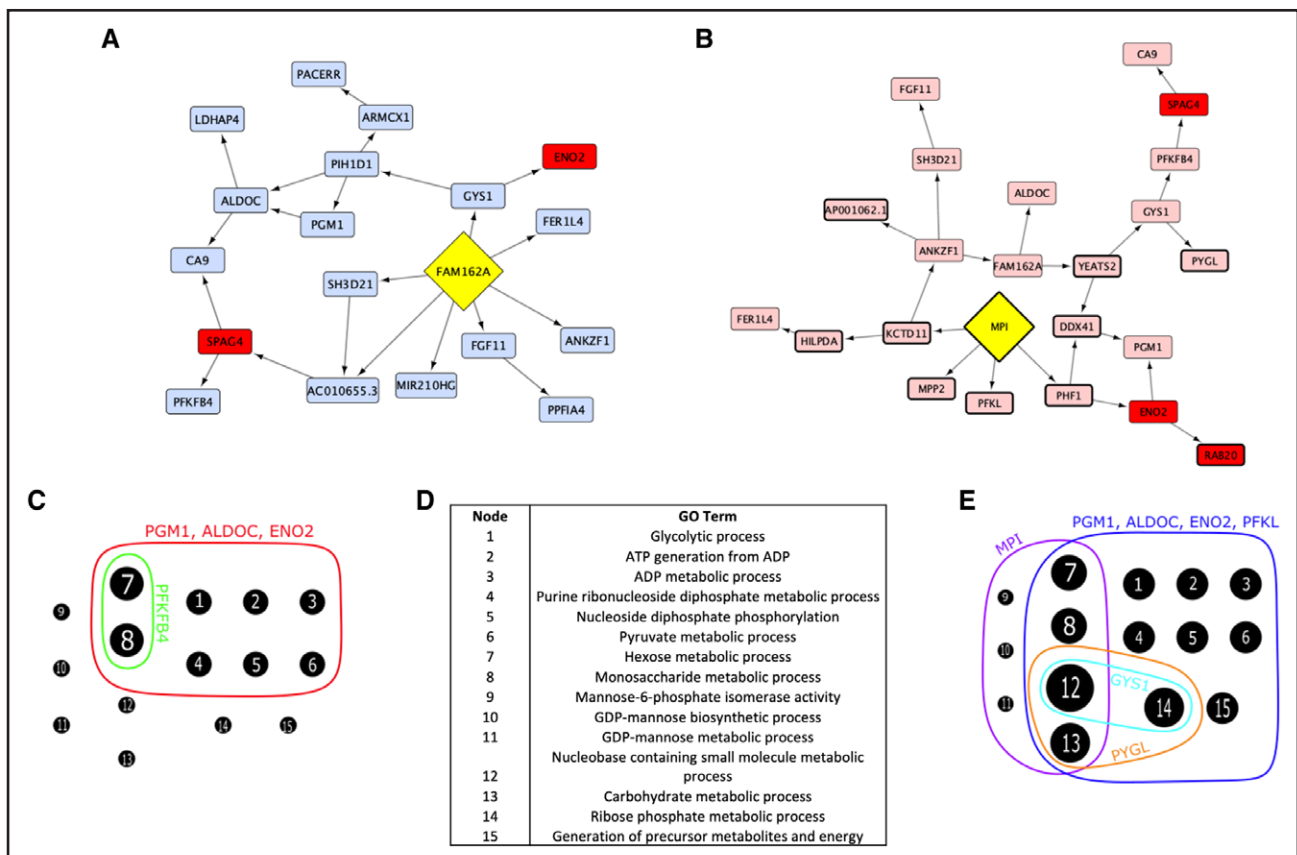 A
PACERR
LDHAP4
ARMCX1
PIH1D1
ENO2
ALDOC
GYS1
PGM1
FER1L4
CA9
FAM162A
SH3D21
SPAG4
FGF11
ANKZF1
AC010655.3
MIR210HG
PFKFB4
PPFIA4
B
CA9
FGF11
SPAG4
SH3D21
PFKFB4
ALDOC
AP001062.1
GYS1
ANKZF1
FAM162A
YEATS2
PYGL
FER1L4
HILPDA
KCTD11
MPI
DDX41
PGM1
MPP2
PFKL
PHF1
ENO2
RAB20
C
PGM1, ALDOC, ENO2
PFKFB4
7
1
2
3
9
8
4
5
6
10
12
11
14
15
13
D
Node GO Term
1 Glycolytic process
2 ATP generation from ADP
3 ADP metabolic process
4 Purine ribonucleoside diphosphate metabolic process
5 Nucleoside diphosphate phosphorylation
6 Pyruvate metabolic process
7 Hexose metabolic process
8 Monosaccharide metabolic process
9 Mannose-6-phosphate isomerase activity
10 GDP-mannose biosynthetic process
11 GDP-mannose metabolic process
Nucleobase containing small molecule metabolic
12 process
13 Carbohydrate metabolic process
14 Ribose phosphate metabolic process
15 Generation of precursor metabolites and energy
E
PGM1, ALDOC, ENO2, PFKL
MPI
7
1
2
3
9
8
4
5
6
10
12
GYS1
11
14
15
13
PYGL